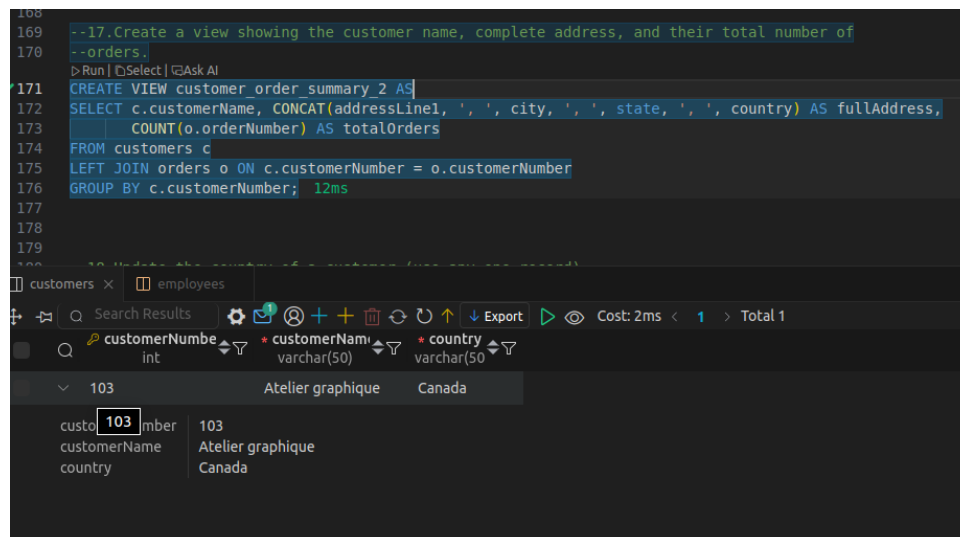 168
169 --17.Create a view showing the customer name, complete address, and their total number of
170 --orders.
Run | Select | Ask AI
171 CREATE VIEW customer_order_summary_2 AS
172 SELECT c.customerName, CONCAT(addressLine1, ', ', city, ', ', state, ', ', country) AS fullAddress,
173 COUNT(o.orderNumber) AS totalOrders
174 FROM customers c
175 LEFT JOIN orders o ON c.customerNumber = o.customerNumber
176 GROUP BY c.customerNumber; 12ms
177
178
179
customers × employees
Search Results 1 Export Cost: 2ms < 1 > Total 1
customerNumbe * customerNam * country
int varchar(50) varchar(50
103 Atelier graphique Canada
103
custo mber 103
customerName Atelier graphique
country Canada